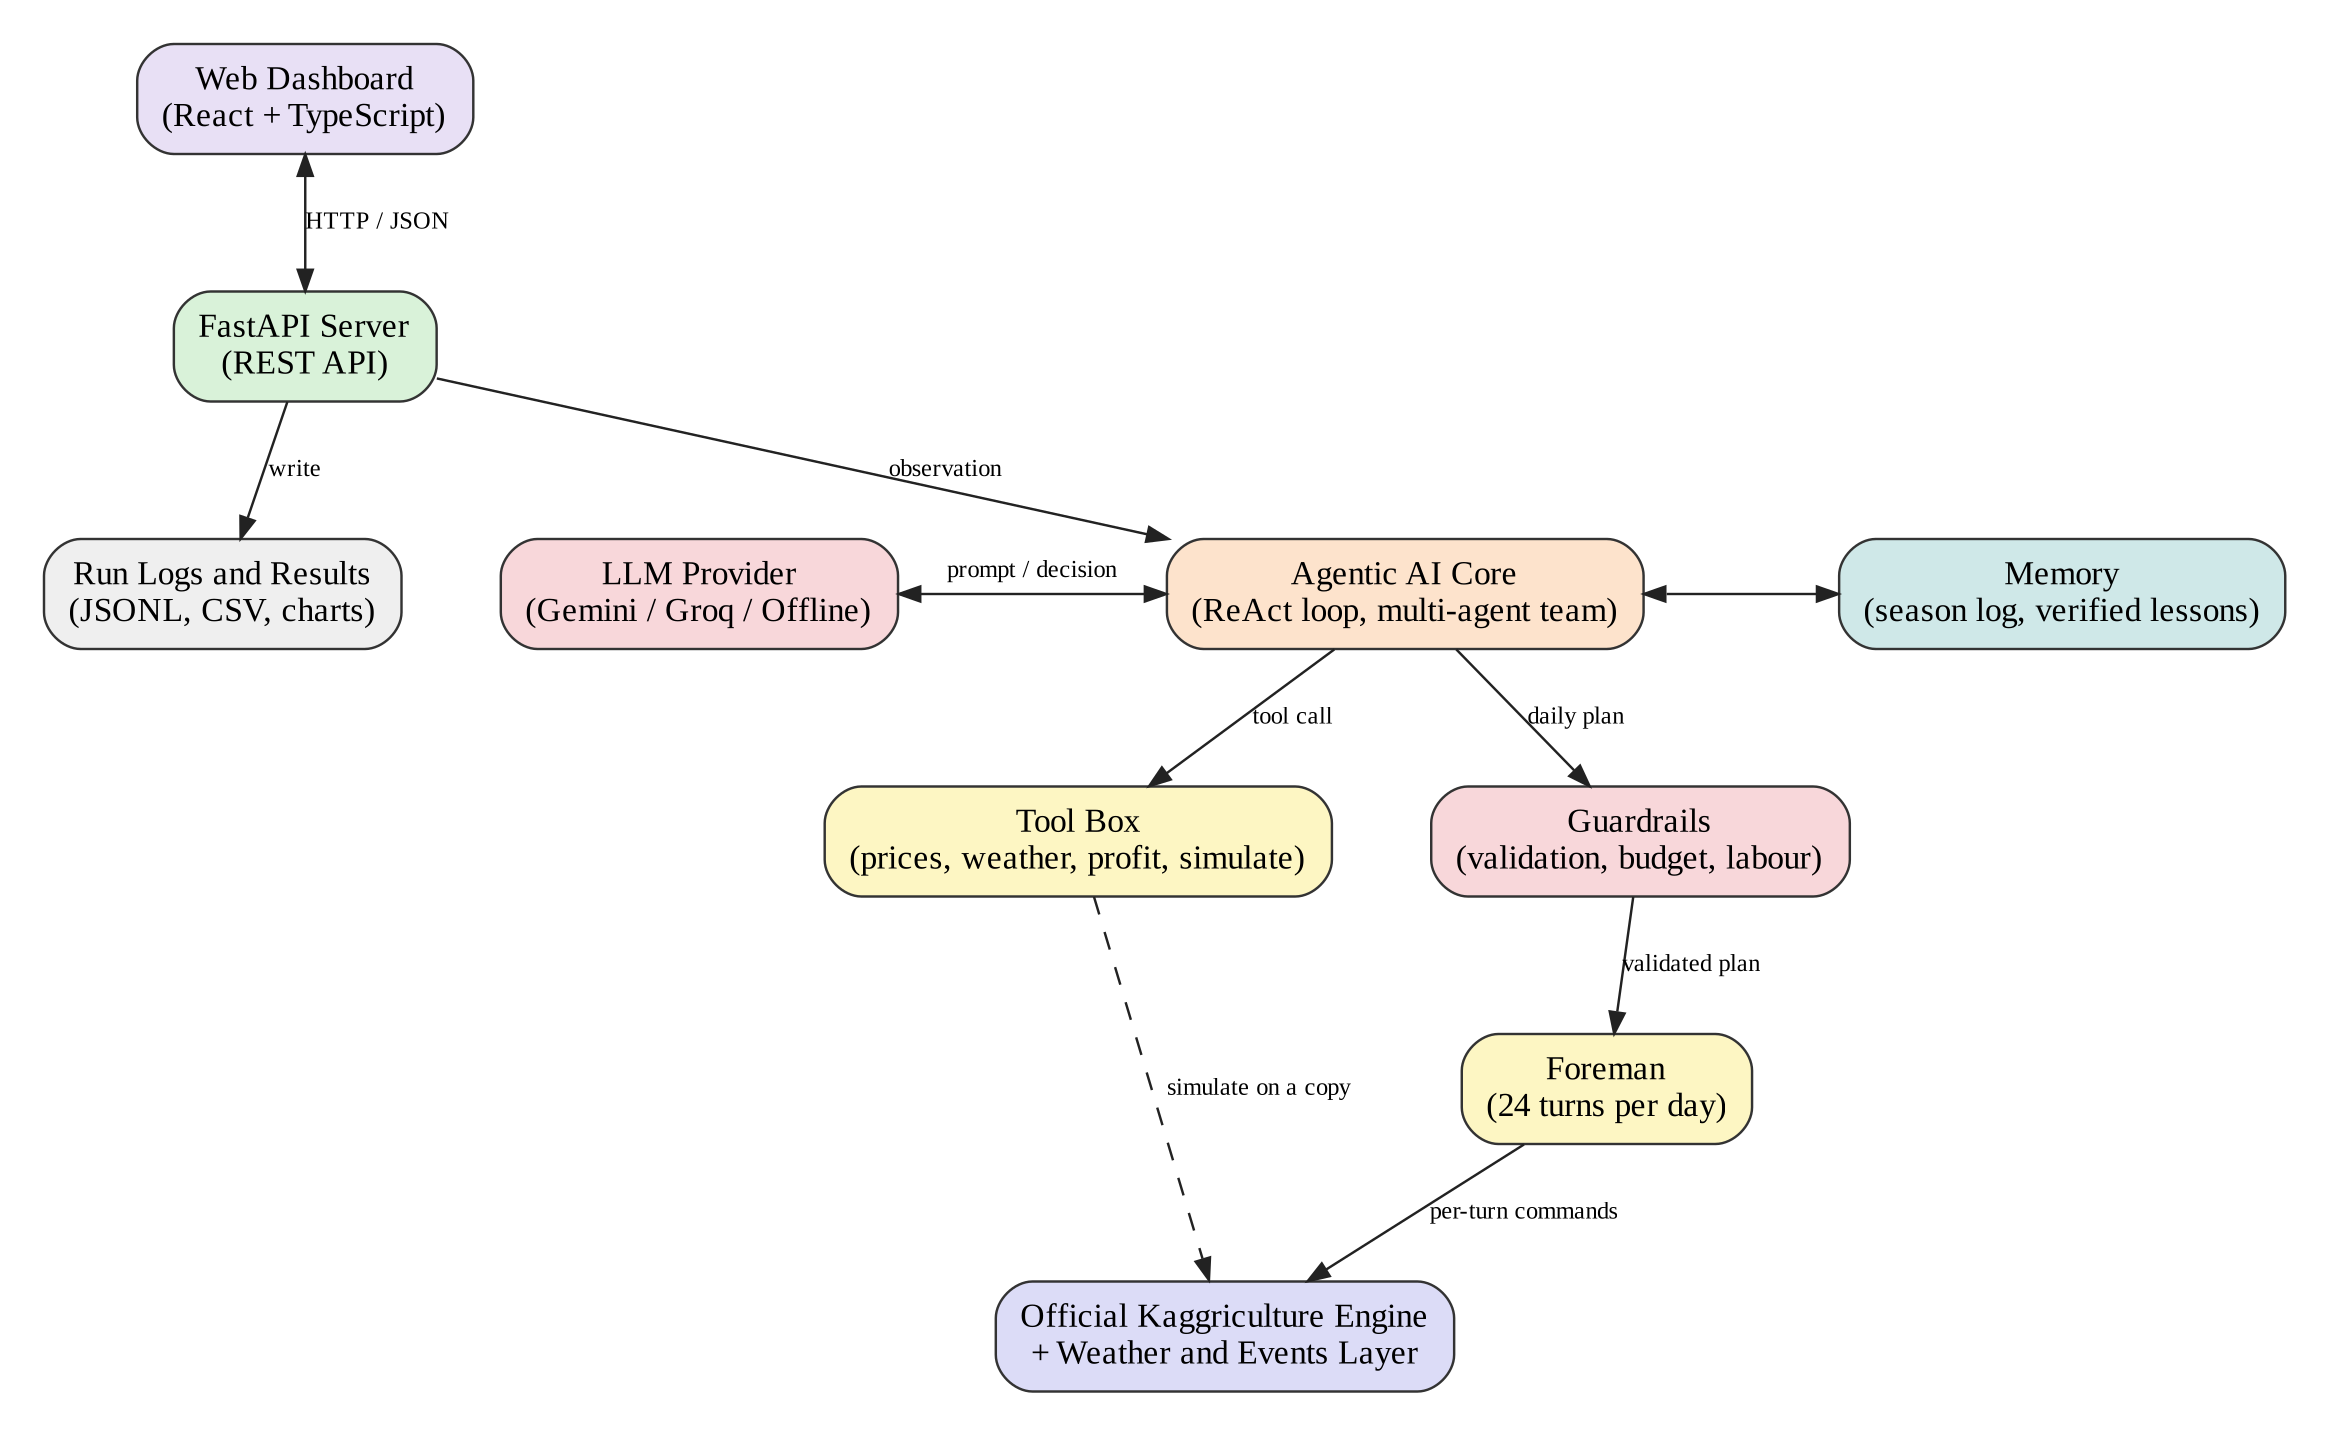 Web Dashboard
(React + TypeScript)
HTTP / JSON
FastAPI Server
(REST API)
write
observation
Run Logs and Results
(JSONL, CSV, charts)
LLM Provider
(Gemini / Groq / Offline)
prompt / decision
Agentic AI Core
(ReAct loop, multi-agent team)
Memory
(season log, verified lessons)
tool call
daily plan
Tool Box
(prices, weather, profit, simulate)
Guardrails
(validation, budget, labour)
validated plan
Foreman
(24 turns per day)
simulate on a copy
per-turn commands
Official Kaggriculture Engine
+ Weather and Events Layer